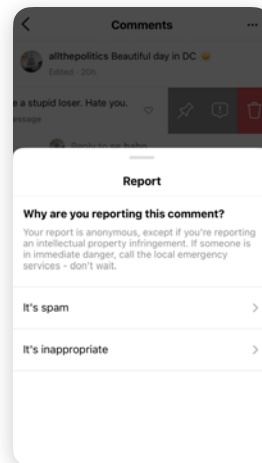 Comments
allthepolitics Beautiful day in DC
Edited · 20h
e a stupid loser. Hate you.
essage
Reply to
Report
Why are you reporting this comment?
Your report is anonymous, except if you're reporting
an intellectual property infringement. If someone is
in immediate danger, call the local emergency
services - don't wait.
It's spam
It's inappropriate